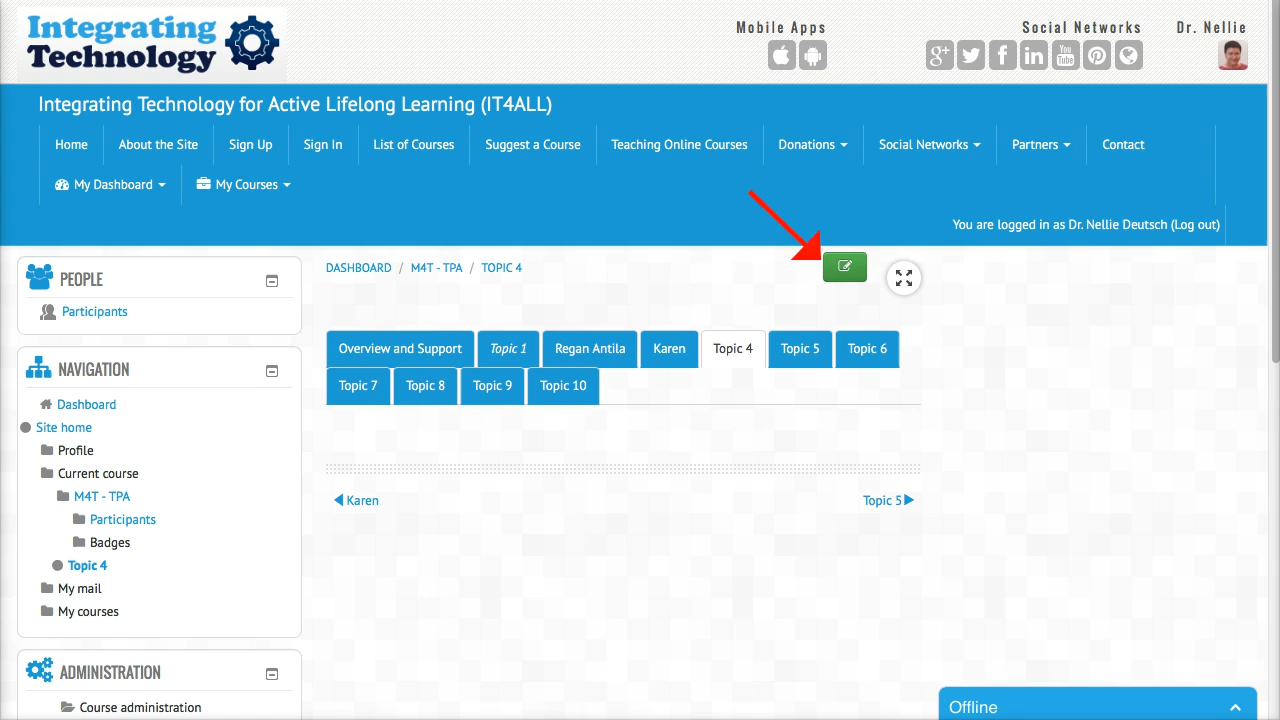 Integrating
Technology
Mobile Apps
Social Networks
Dr. Nellie
g+
You Tube
Integrating Technology for Active Lifelong Learning (IT4ALL)
Home
About the Site
Sign Up
Sign In
List of Courses
Suggest a Course
Teaching Online Courses
Donations
Social Networks
Partners
Contact
My Dashboard
My Courses
You are logged in as Dr. Nellie Deutsch (Log out)
PEOPLE
Participants
NAVIGATION
Dashboard
Site home
Profile
Current course
M4T - TPA
Participants
Badges
Topic 4
My mail
My courses
ADMINISTRATION
Course administration
DASHBOARD / M4T - TPA / TOPIC 4
Overview and Support
Topic 1
Regan Antila
Karen
Topic 4
Topic 5
Topic 6
Topic 7
Topic 8
Topic 9
Topic 10
Karen
Topic 5
Offline